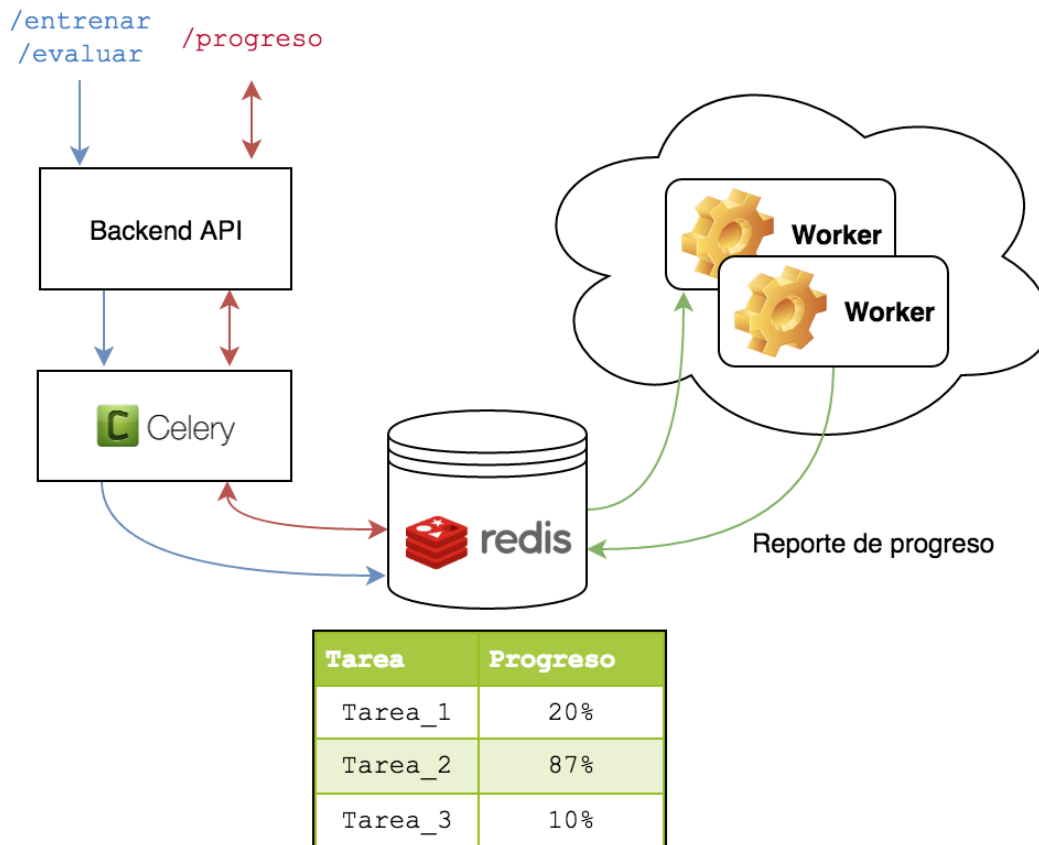 /entrenar
/evaluar
/progreso
Backend API
Worker
Worker
Celery
redis
Reporte de progreso
Tarea Progreso
Tarea_1 20%
Tarea_2 87%
Tarea_3 10%